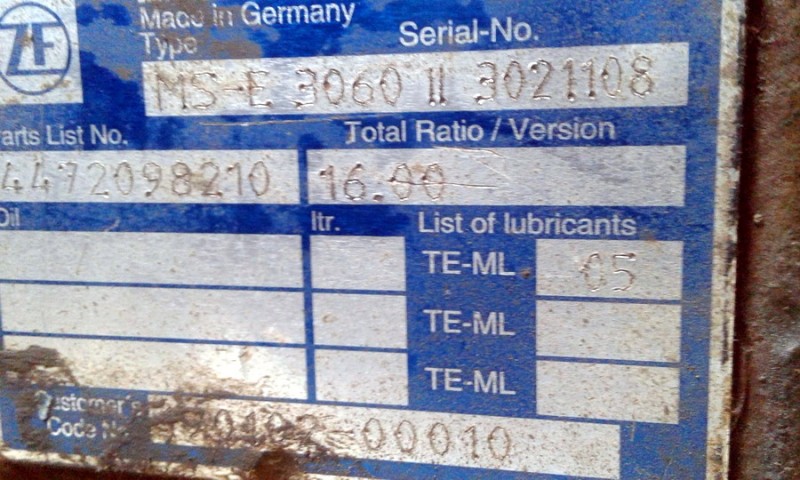 ZF
Made in Germany
Type Serial-No.
MS-E 3060 II 3021108
arts List No. Total Ratio / Version
4472098210 16.00
Oil ltr. List of lubricants
TE-ML 05
TE-ML
TE-ML
Customer's
Code No -00010